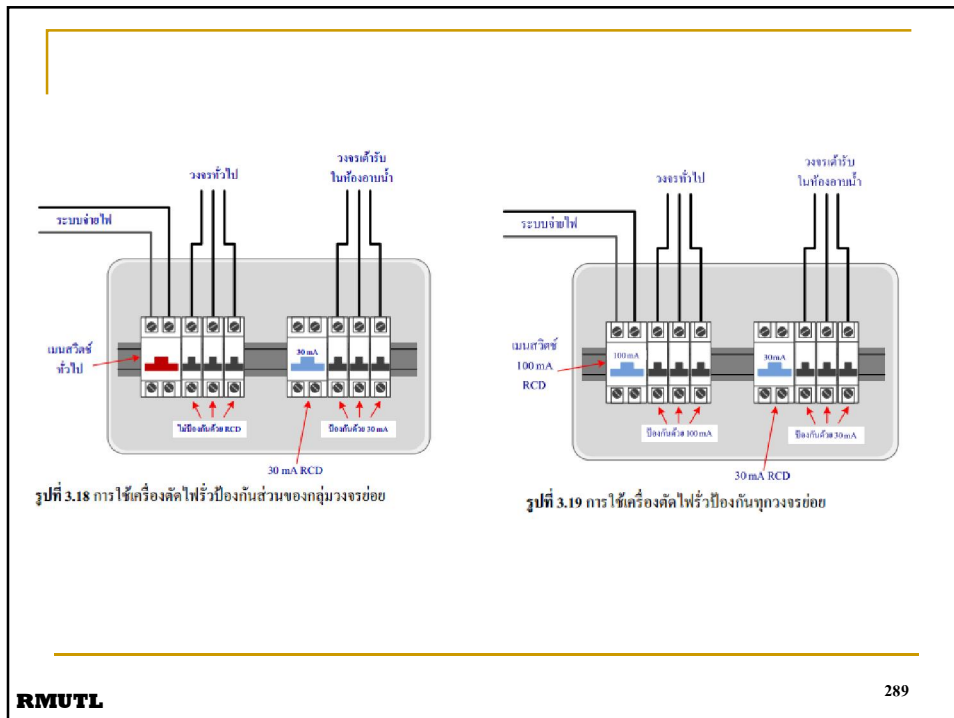 วงจรทั่วไป
วงจรเต้ารับ
ในห้องอาบน้ำ
ระบบจ่ายไฟ
เมนสวิตช์
ทั่วไป
30 mA
ไม่ป้องกันด้วย RCD
ป้องกันด้วย 30 mA
30 mA RCD
รูปที่ 3.18 การใช้เครื่องตัดไฟรั่วป้องกันส่วนของกลุ่มวงจรย่อย
วงจรทั่วไป
วงจรเต้ารับ
ในห้องอาบน้ำ
ระบบจ่ายไฟ
เมนสวิตช์
100 mA
RCD
100 mA
30mA
ป้องกันด้วย 100 mA
ป้องกันด้วย 30 mA
30 mA RCD
รูปที่ 3.19 การใช้เครื่องตัดไฟรั่วป้องกันทุกวงจรย่อย
RMUTL
289